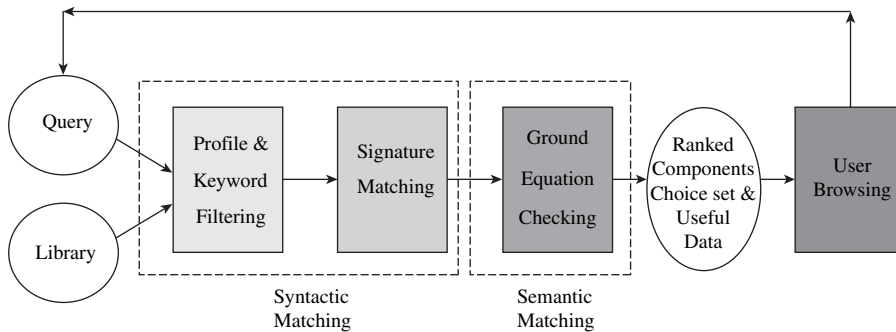 Query
Library
Profile &
Keyword
Filtering
Signature
Matching
Syntactic
Matching
Ground
Equation
Checking
Semantic
Matching
Ranked
Components
Choice set &
Useful
Data
User
Browsing